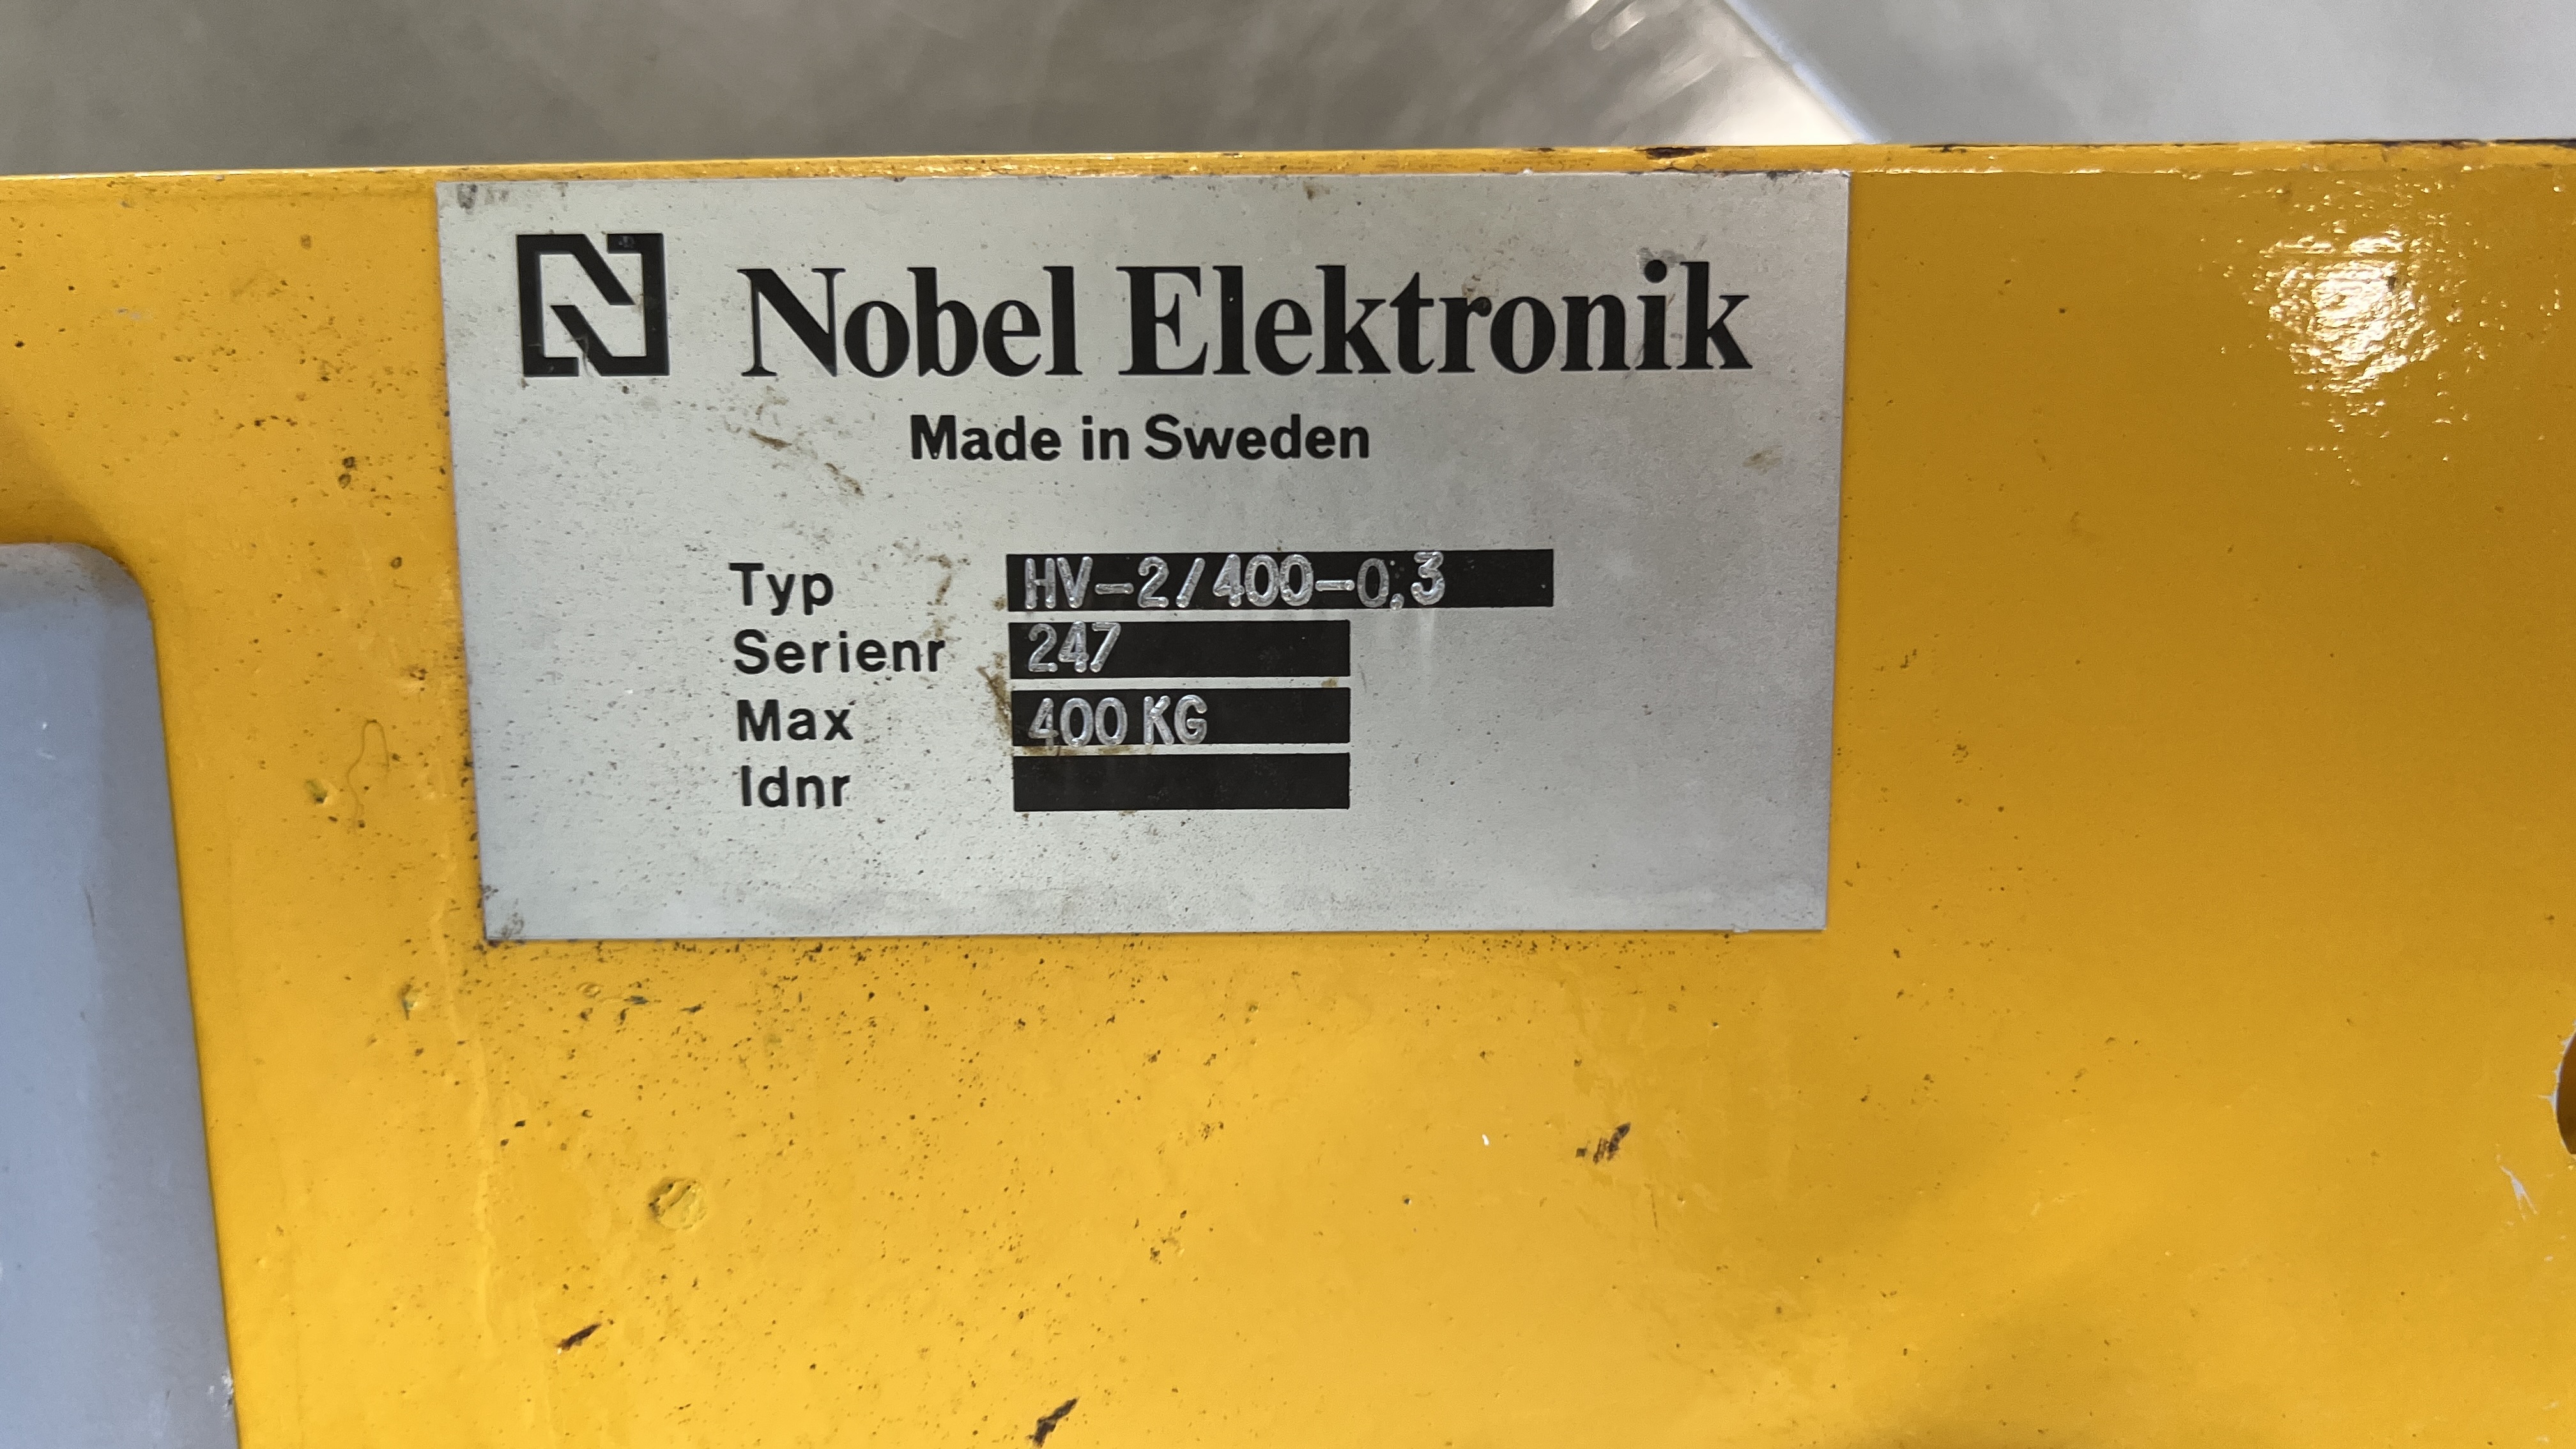 Nobel Elektronik
Made in Sweden
Typ HV-2/400-0,3
Serienr 247
Max 400 KG
Idnr